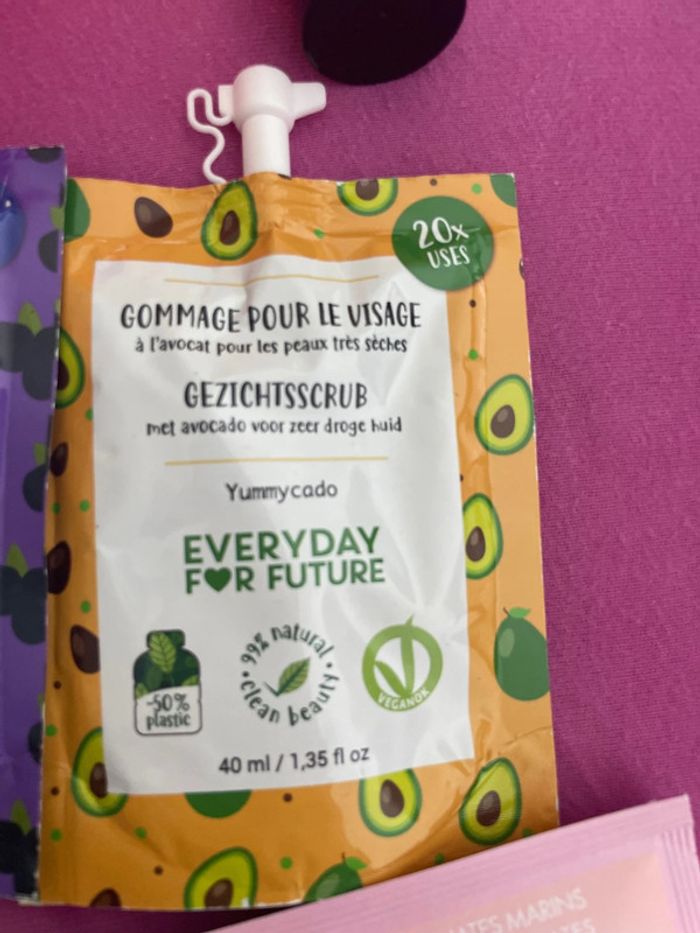 20x
USES
GOMMAGE POUR LE VISAGE
à l'avocat pour les peaux très sèches
GEZICHTSSCRUB
met avocado voor zeer droge huid
Yummycado
EVERYDAY
F♥R FUTURE
-50%
plastic
99% natural
clean beauty
VEGANOK
40 ml / 1,35 fl oz
MARINS